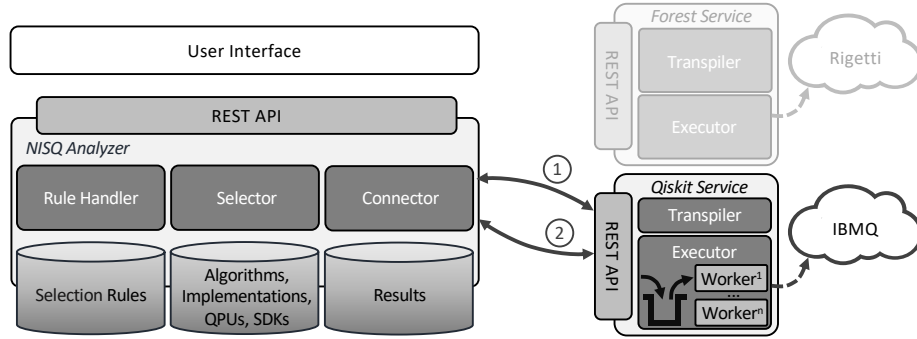 User Interface
REST API
NISQ Analyzer
Rule Handler
Selector
Connector
Selection Rules
Algorithms,
Implementations,
QPUs, SDKs
Results
1
2
Forest Service
REST API
Transpiler
Executor
Rigetti
Qiskit Service
REST API
Transpiler
Executor
Worker¹
...
Workerⁿ
IBMQ